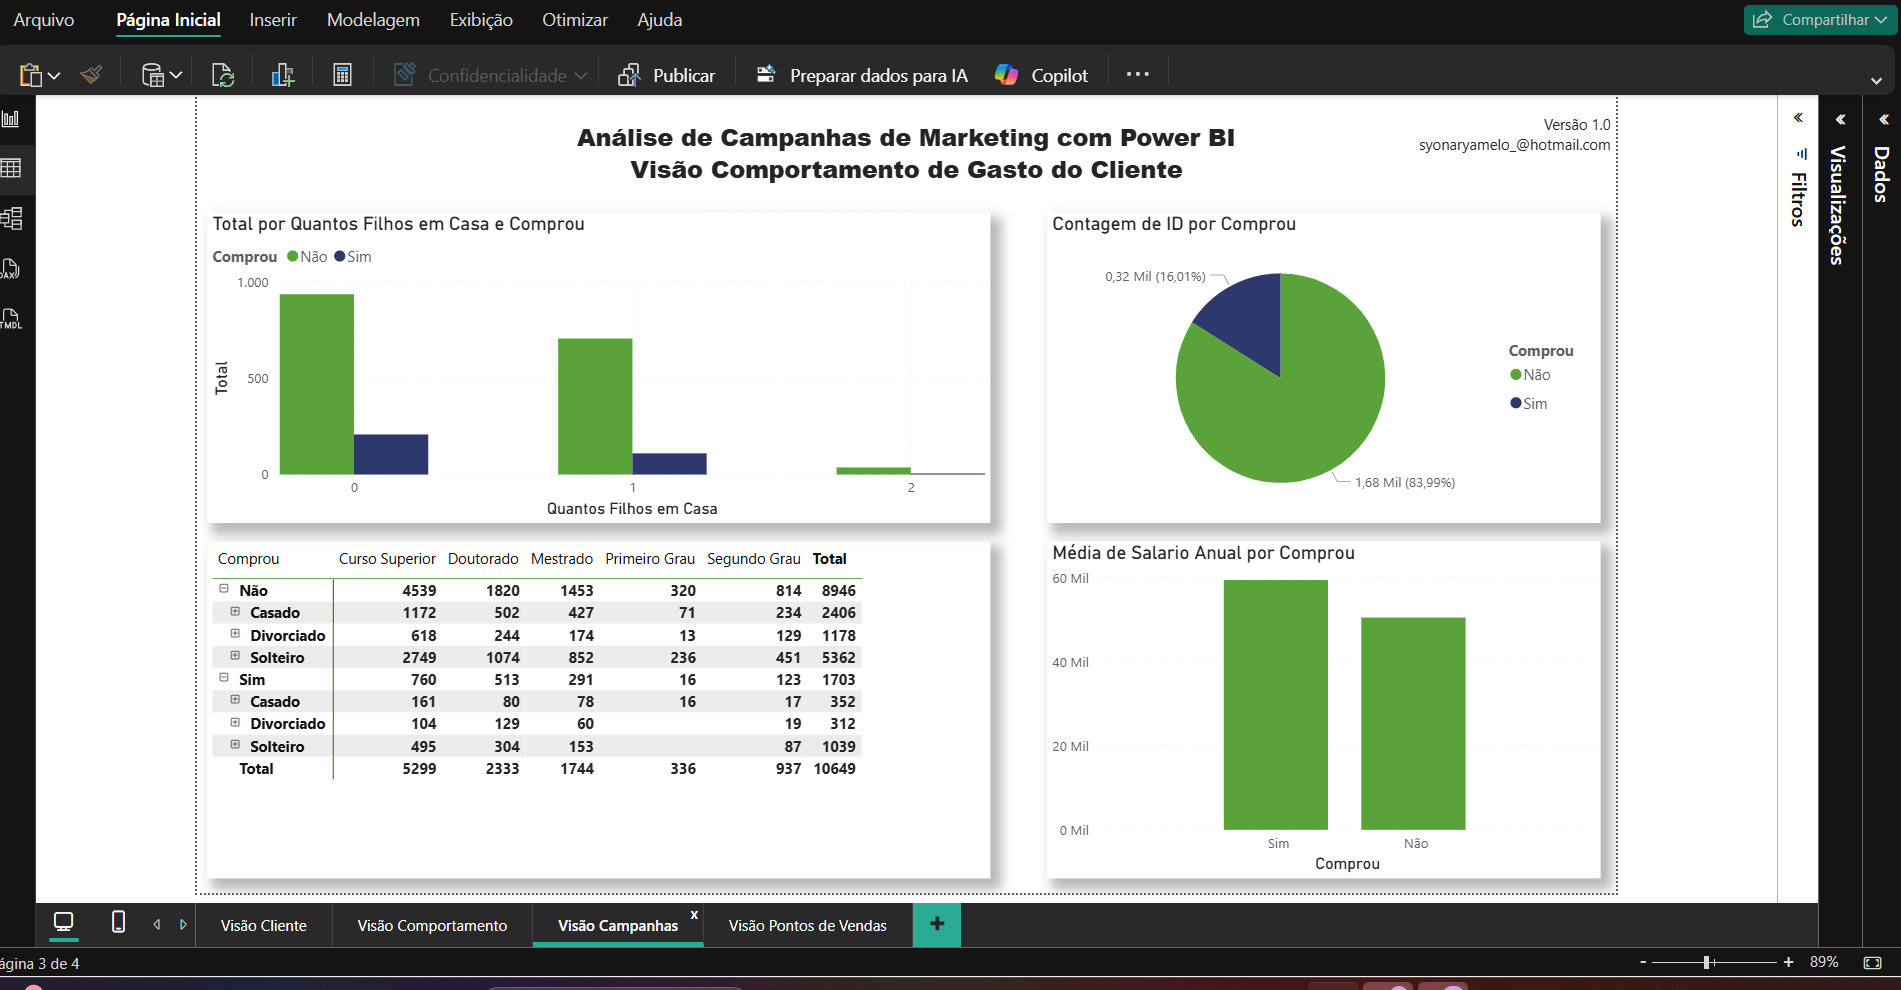 Arquivo Página Inicial Inserir Modelagem Exibição Otimizar Ajuda Compartilhar
Confidencialidade Publicar Preparar dados para IA Copilot ...
Análise de Campanhas de Marketing com Power BI
Visão Comportamento de Gasto do Cliente
Versão 1.0
syonaryamelo_@hotmail.com
Filtros
Visualizações
Dados
DAX
TMDL
Total por Quantos Filhos em Casa e Comprou
Comprou Não Sim
1.000
500
0
Total
0 1 2
Quantos Filhos em Casa
Contagem de ID por Comprou
0,32 Mil (16,01%)
1,68 Mil (83,99%)
Comprou
Não
Sim
Comprou Curso Superior Doutorado Mestrado Primeiro Grau Segundo Grau Total
Não 4539 1820 1453 320 814 8946
Casado 1172 502 427 71 234 2406
Divorciado 618 244 174 13 129 1178
Solteiro 2749 1074 852 236 451 5362
Sim 760 513 291 16 123 1703
Casado 161 80 78 16 17 352
Divorciado 104 129 60 19 312
Solteiro 495 304 153 87 1039
Total 5299 2333 1744 336 937 10649
Média de Salario Anual por Comprou
60 Mil
40 Mil
20 Mil
0 Mil
Sim Não
Comprou
Visão Cliente Visão Comportamento Visão Campanhas x Visão Pontos de Vendas +
ágina 3 de 4 - + 89%